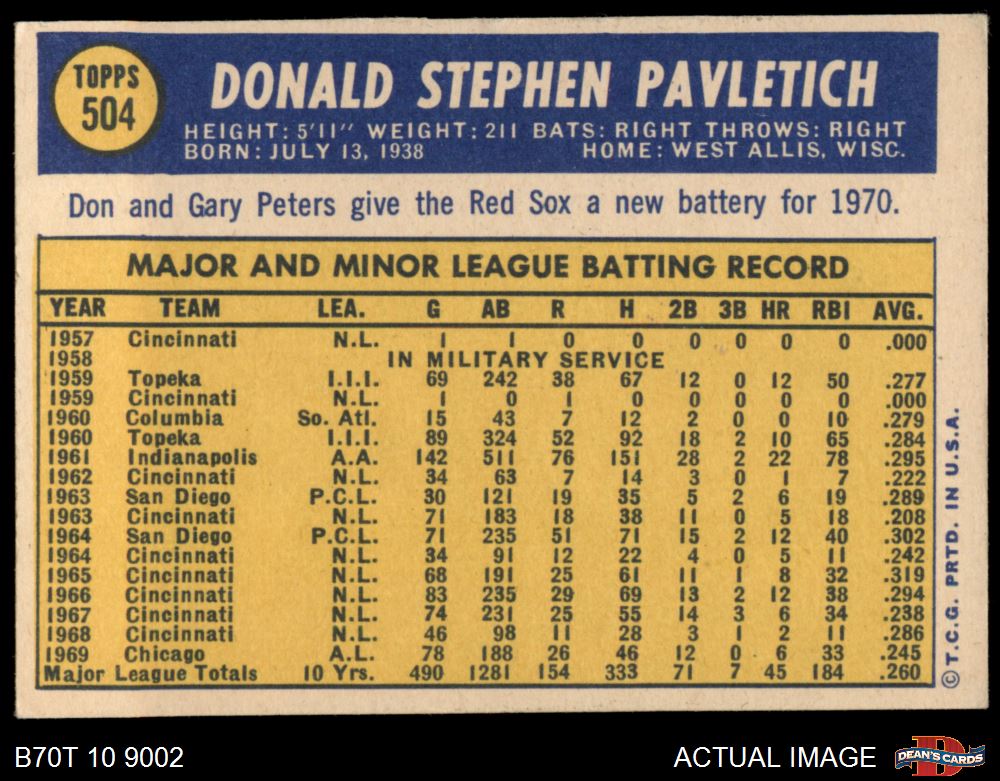 TOPPS
504
DONALD STEPHEN PAVLETICH
HEIGHT: 5'11" WEIGHT: 211 BATS: RIGHT THROWS: RIGHT
BORN: JULY 13, 1938 HOME: WEST ALLIS, WISC.
Don and Gary Peters give the Red Sox a new battery for 1970.
MAJOR AND MINOR LEAGUE BATTING RECORD
YEAR TEAM LEA. G AB R H 2B 3B HR RBI AVG.
1957 Cincinnati N.L. 1 1 0 0 0 0 0 0 .000
1958 IN MILITARY SERVICE
1959 Topeka I.I.I. 69 242 38 67 12 0 12 50 .277
1959 Cincinnati N.L. 1 0 1 0 0 0 0 0 .000
1960 Columbia So. Atl. 15 43 7 12 2 0 0 10 .279
1960 Topeka I.I.I. 89 324 52 92 18 2 10 65 .284
1961 Indianapolis A.A. 142 511 76 151 28 2 22 78 .295
1962 Cincinnati N.L. 34 63 7 14 3 0 1 7 .222
1963 San Diego P.C.L. 30 121 19 35 5 2 6 19 .289
1963 Cincinnati N.L. 71 183 18 38 11 0 5 18 .208
1964 San Diego P.C.L. 71 235 51 71 15 2 12 40 .302
1964 Cincinnati N.L. 34 91 12 22 4 0 5 11 .242
1965 Cincinnati N.L. 68 191 25 61 11 1 8 32 .319
1966 Cincinnati N.L. 83 235 29 69 13 2 12 38 .294
1967 Cincinnati N.L. 74 231 25 55 14 3 6 34 .238
1968 Cincinnati N.L. 46 98 11 28 3 1 2 11 .286
1969 Chicago A.L. 78 188 26 46 12 0 6 33 .245
Major League Totals 10 Yrs. 490 1281 154 333 71 7 45 184 .260
©T.C.G. PRTD. IN U.S.A.
B70T 10 9002
ACTUAL IMAGE
D
DEAN'S CARDS